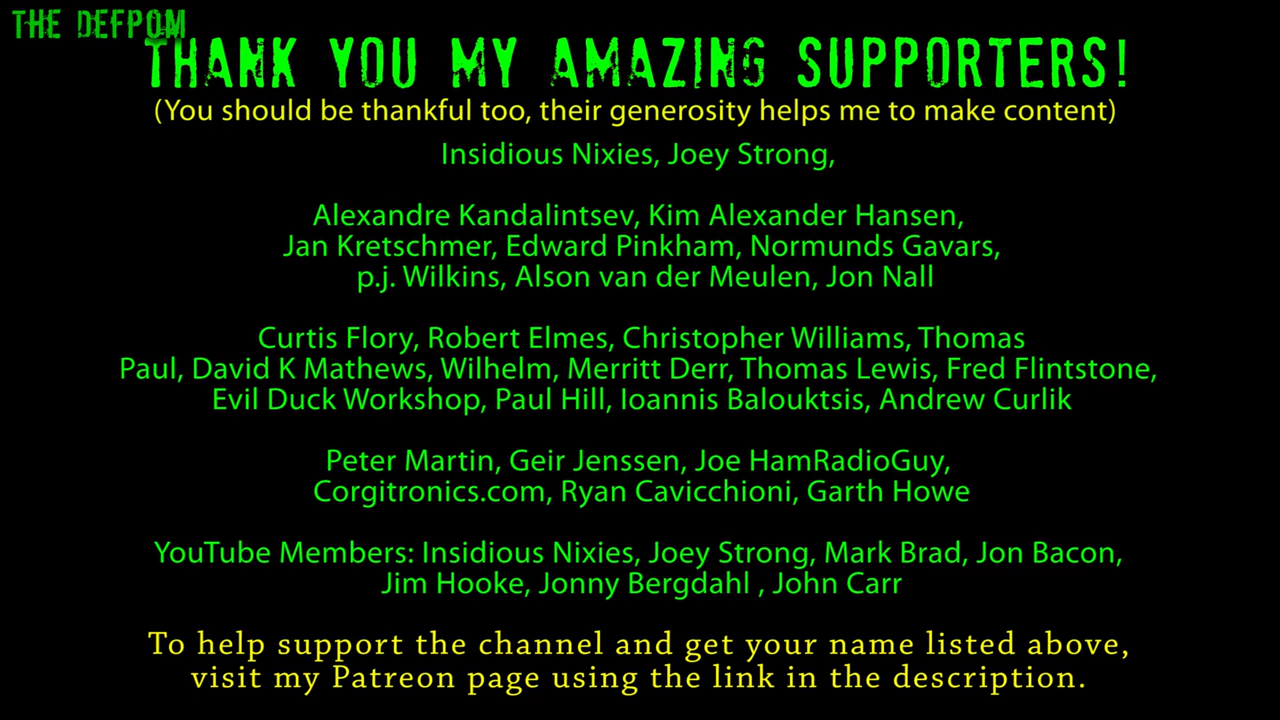 THE DEFPOM
THANK YOU MY AMAZING SUPPORTERS!
(You should be thankful too, their generosity helps me to make content)
Insidious Nixies, Joey Strong,
Alexandre Kandalintsev, Kim Alexander Hansen,
Jan Kretschmer, Edward Pinkham, Normunds Gavars,
p.j. Wilkins, Alson van der Meulen, Jon Nall
Curtis Flory, Robert Elmes, Christopher Williams, Thomas
Paul, David K Mathews, Wilhelm, Merritt Derr, Thomas Lewis, Fred Flintstone,
Evil Duck Workshop, Paul Hill, Ioannis Balouktsis, Andrew Curlik
Peter Martin, Geir Jenssen, Joe HamRadioGuy,
Corgitronics.com, Ryan Cavicchioni, Garth Howe
YouTube Members: Insidious Nixies, Joey Strong, Mark Brad, Jon Bacon,
Jim Hooke, Jonny Bergdahl , John Carr
To help support the channel and get your name listed above,
visit my Patreon page using the link in the description.